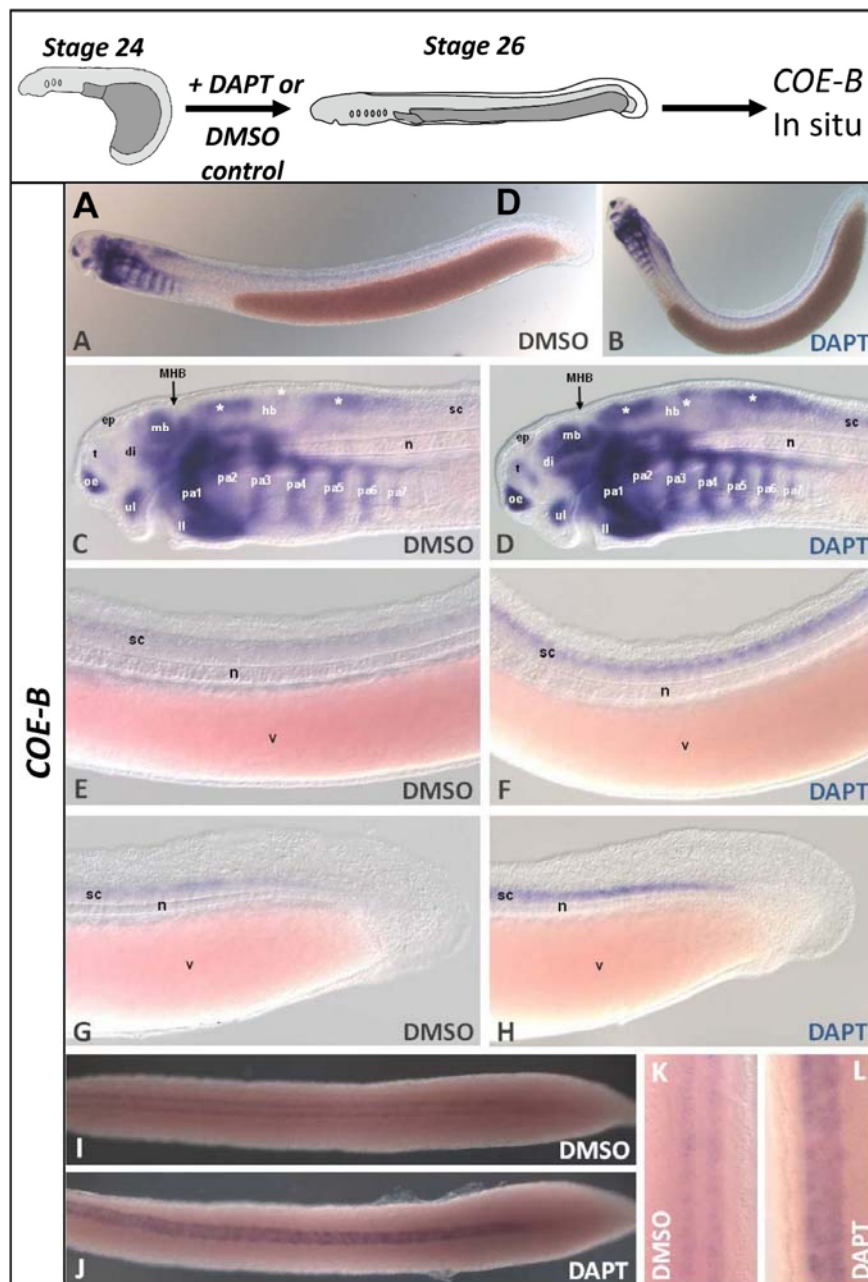 Stage 24
+ DAPT or
DMSO
control
Stage 26
COE-B
In situ
COE-B
A
D
A
DMSO
B
DAPT
MHB
ep
mb
*
*
*
hb
sc
t
di
n
oe
ul
pa1
pa2
pa3
pa4
pa5
pa6
pa7
ll
C
DMSO
MHB
ep
mb
*
*
*
hb
sc
t
di
n
oe
ul
pa1
pa2
pa3
pa4
pa5
pa6
pa7
ll
D
DAPT
sc
n
v
E
DMSO
sc
n
v
F
DAPT
sc
n
v
G
DMSO
sc
n
v
H
DAPT
I
DMSO
J
DAPT
K
DMSO
L
DAPT